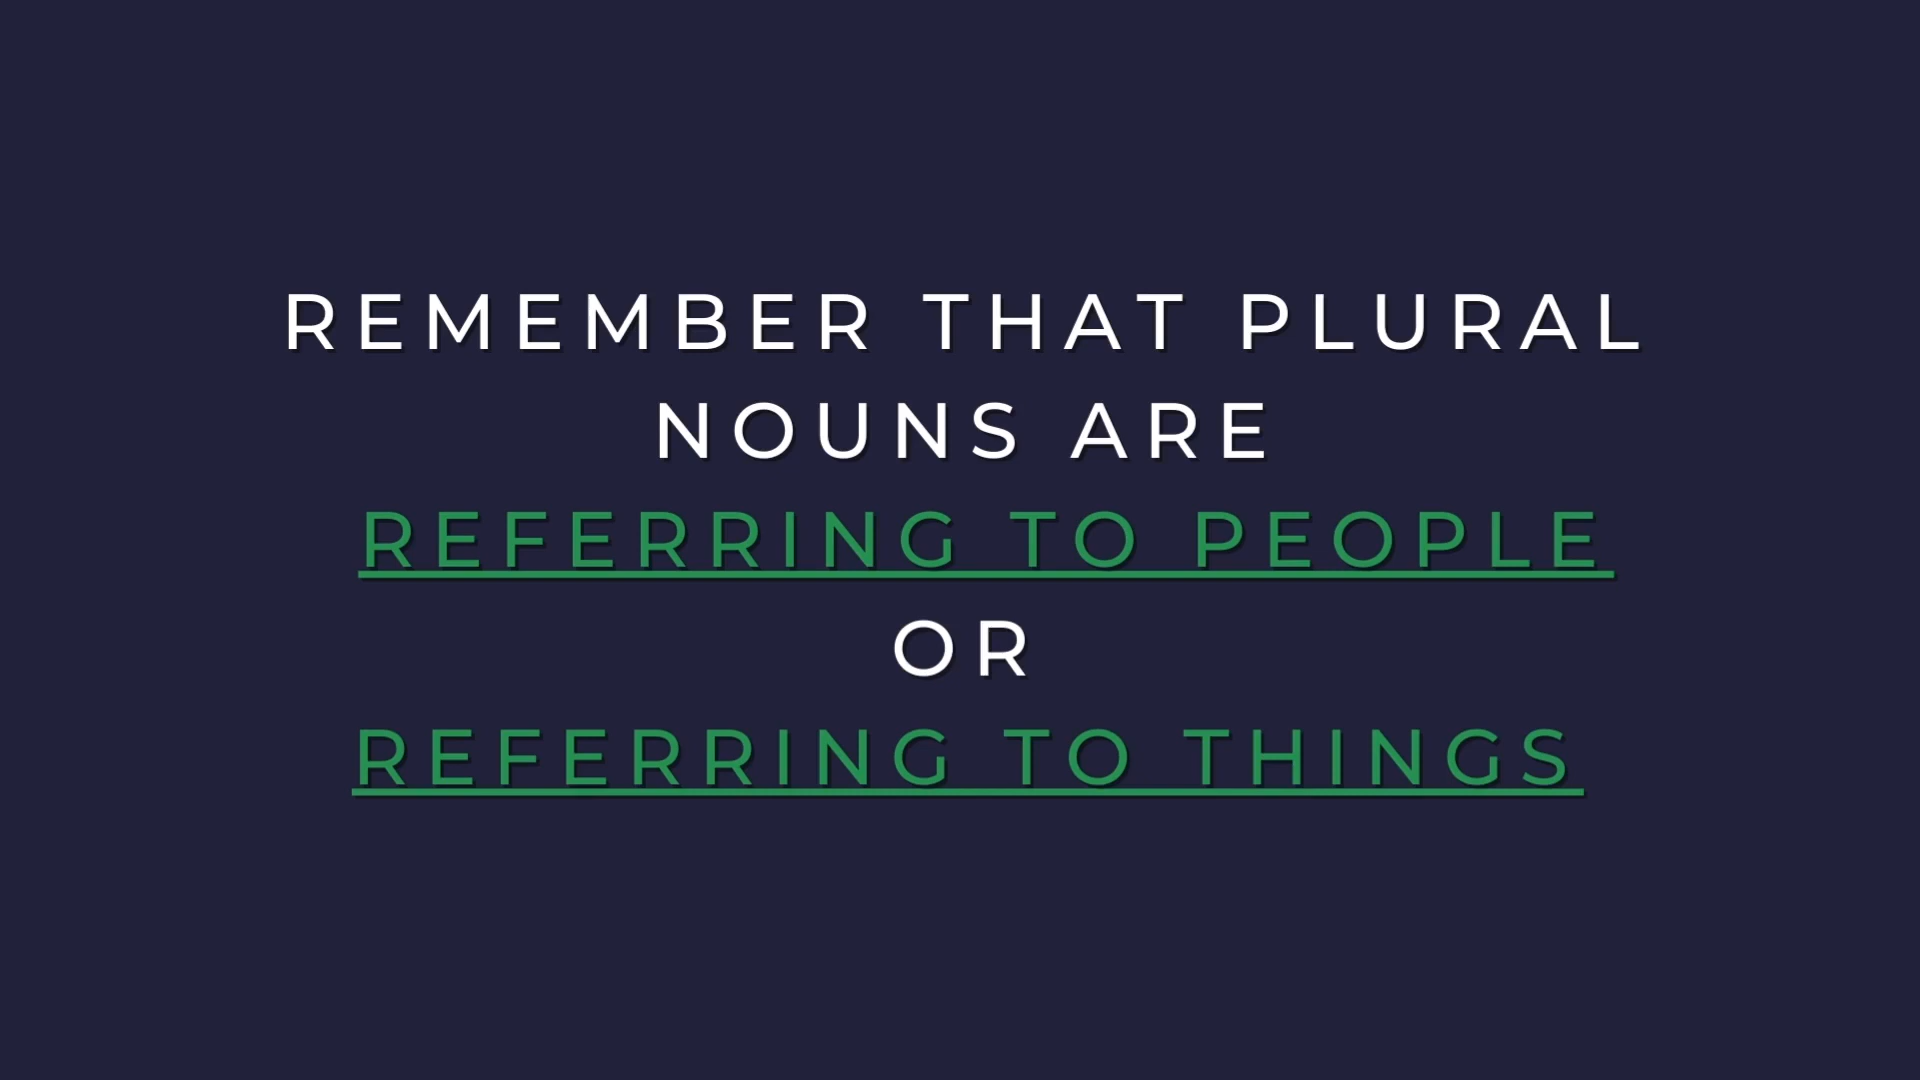 REMEMBER THAT PLURAL
NOUNS ARE
REFERRING TO PEOPLE
OR
REFERRING TO THINGS